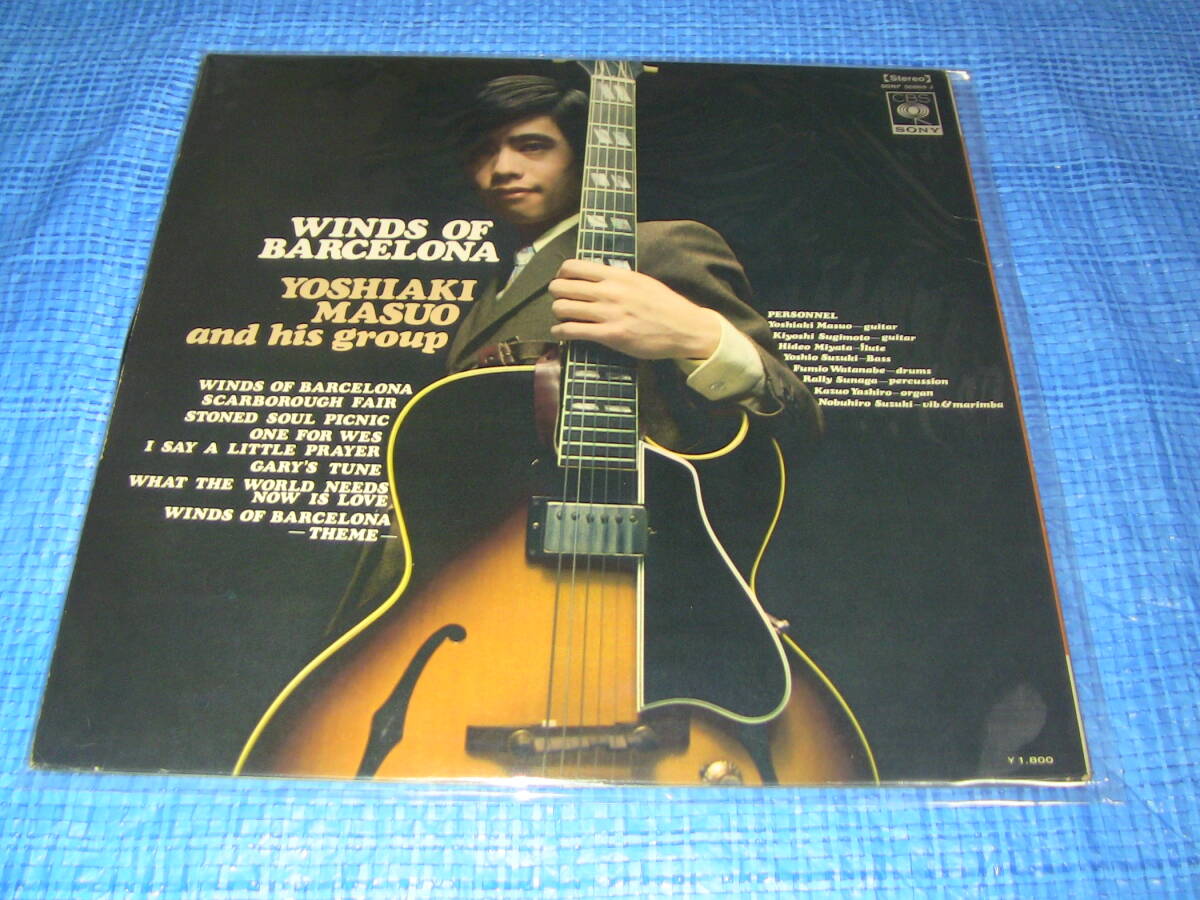 WINDS OF
BARCELONA
YOSHIAKI
MASUO
and his group
WINDS OF BARCELONA
SCARBOROUGH FAIR
STONED SOUL PICNIC
ONE FOR WES
I SAY A LITTLE PRAYER
GARY'S TUNE
WHAT THE WORLD NEEDS
NOW IS LOVE
WINDS OF BARCELONA
—THEME—
[Stereo]
CBS
SONY
PERSONNEL
Yoshiaki Masuo—guitar
Kiyoshi Sugimoto—guitar
Hideo Miyata—flute
Yoshio Suzuki—Bass
Fumio Watanabe—drums
Rally Sunaga—percussion
Kazuo Yashiro—organ
Nobuhiro Suzuki—vib & marimba
¥1,800